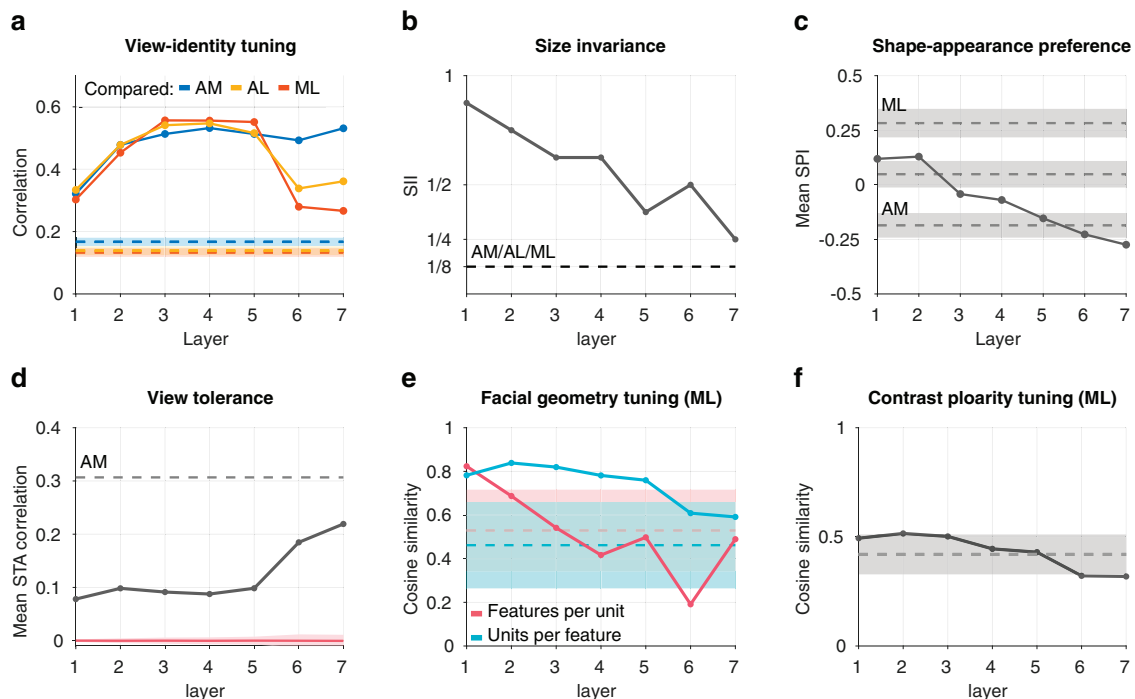 a
View-identity tuning
Compared: AM AL ML
0.6
0.4
0.2
0
Correlation
1 2 3 4 5 6 7
Layer
b
Size invariance
1
1/2
1/4
1/8
SII
AM/AL/ML
1 2 3 4 5 6 7
layer
c
Shape-appearance preference
0.5
0.25
0
-0.25
-0.5
Mean SPI
ML
AM
1 2 3 4 5 6 7
Layer
d
View tolerance
0.4
0.3
0.2
0.1
0
Mean STA correlation
AM
1 2 3 4 5 6 7
layer
e
Facial geometry tuning (ML)
1
0.8
0.6
0.4
0.2
0
Cosine similarity
Features per unit
Units per feature
1 2 3 4 5 6 7
layer
f
Contrast ploarity tuning (ML)
1
0.5
0
Cosine similarity
1 2 3 4 5 6 7
layer